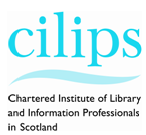 cilips
Chartered Institute of Library
and Information Professionals
in Scotland